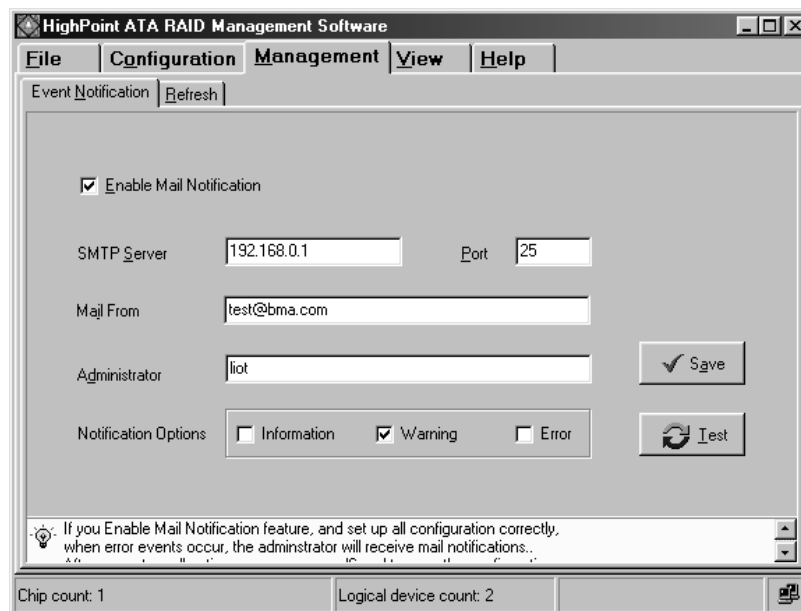 HighPoint ATA RAID Management Software
File Configuration Management View Help
Event Notification Refresh
Enable Mail Notification
SMTP Server 192.168.0.1 Port 25
Mail From test@bma.com
Administrator liot
Save
Notification Options Information Warning Error
Test
If you Enable Mail Notification feature, and set up all configuration correctly,
when error events occur, the adminstrator will receive mail notifications..
Chip count: 1 Logical device count: 2